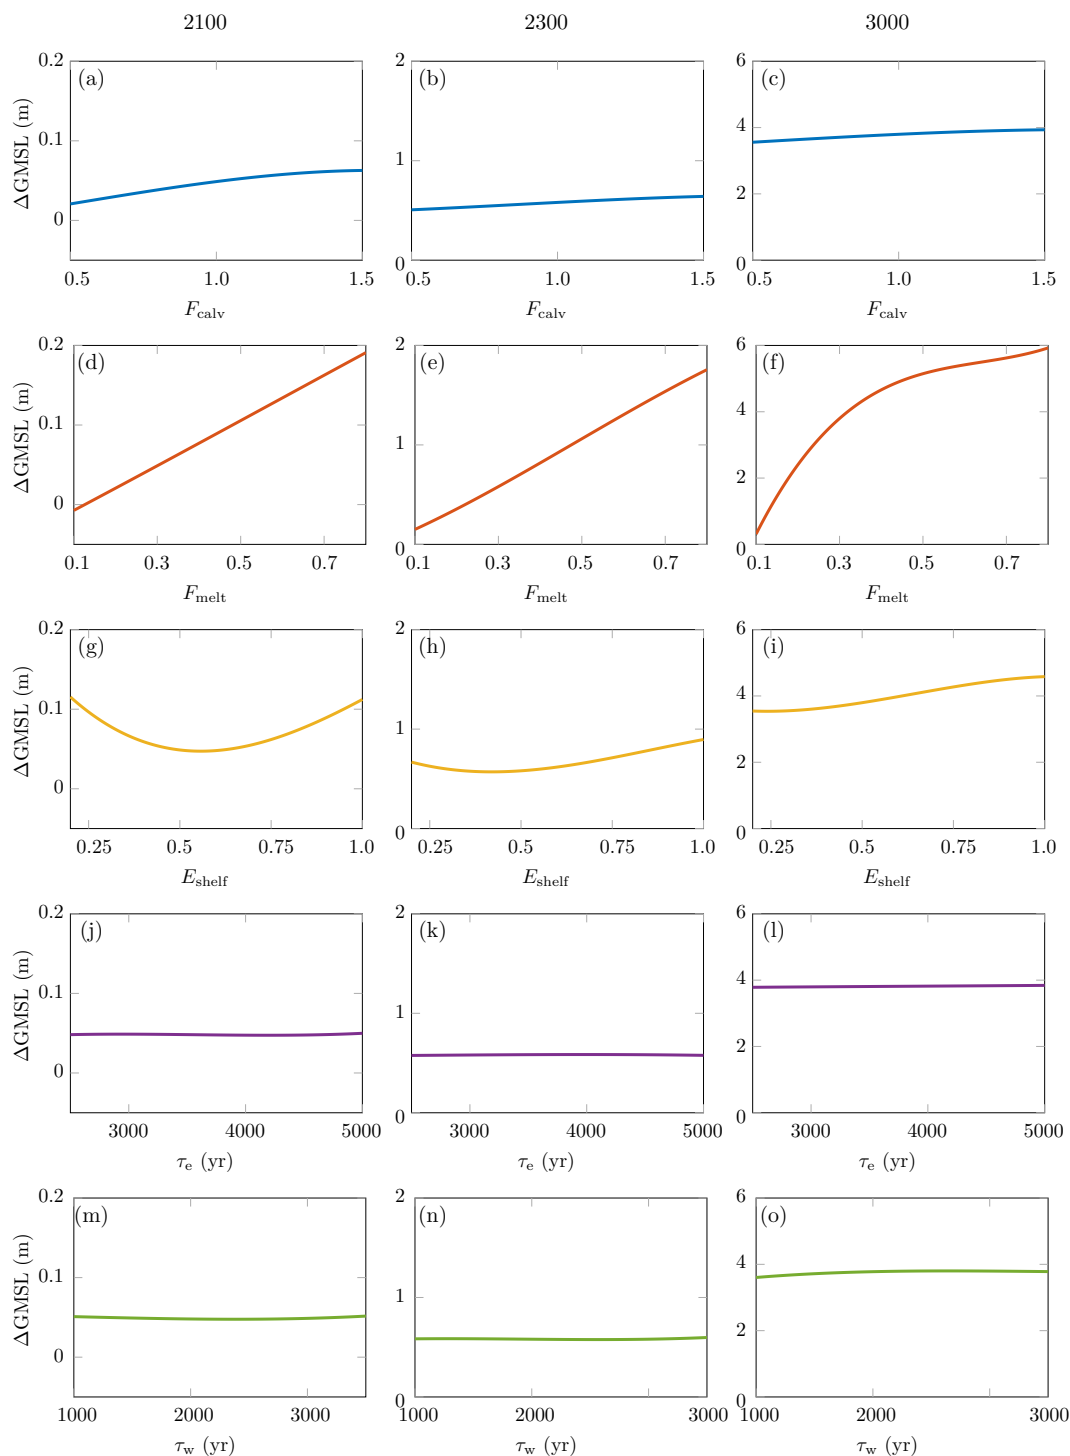 2100 2300 3000
(a) (b) (c)
ΔGMSL (m)
0.2 0.1 0
2 1 0
6 4 2 0
0.5 1.0 1.5 0.5 1.0 1.5 0.5 1.0 1.5
F_calv F_calv F_calv
(d) (e) (f)
ΔGMSL (m)
0.2 0.1 0
2 1 0
6 4 2 0
0.1 0.3 0.5 0.7 0.1 0.3 0.5 0.7 0.1 0.3 0.5 0.7
F_melt F_melt F_melt
(g) (h) (i)
ΔGMSL (m)
0.2 0.1 0
2 1 0
6 4 2 0
0.25 0.5 0.75 1.0 0.25 0.5 0.75 1.0 0.25 0.5 0.75 1.0
E_shelf E_shelf E_shelf
(j) (k) (l)
ΔGMSL (m)
0.2 0.1 0
2 1 0
6 4 2 0
3000 4000 5000 3000 4000 5000 3000 4000 5000
τ_e (yr) τ_e (yr) τ_e (yr)
(m) (n) (o)
ΔGMSL (m)
0.2 0.1 0
2 1 0
6 4 2 0
1000 2000 3000 1000 2000 3000 1000 2000 3000
τ_w (yr) τ_w (yr) τ_w (yr)